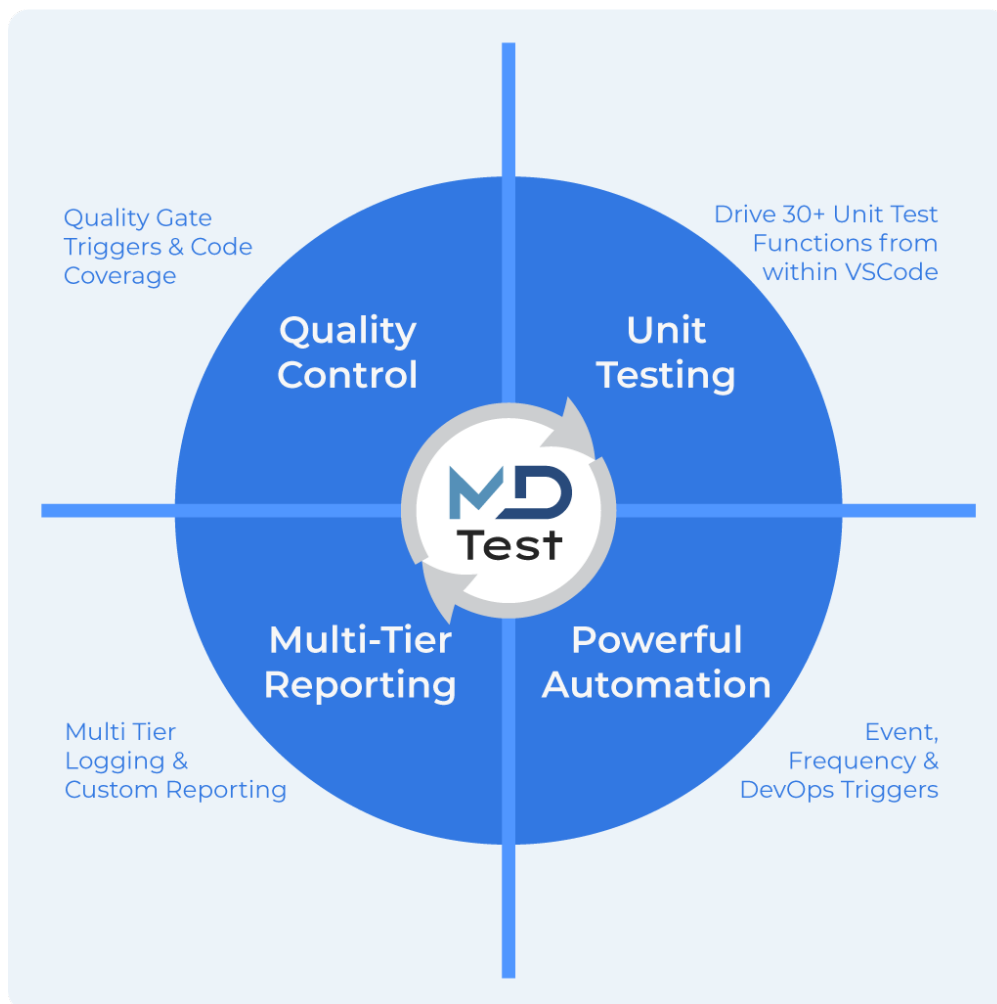 Quality Gate
Triggers & Code
Coverage
Drive 30+ Unit Test
Functions from
within VSCode
Quality
Control
Unit
Testing
MD
Test
Multi-Tier
Reporting
Powerful
Automation
Multi Tier
Logging &
Custom Reporting
Event,
Frequency &
DevOps Triggers